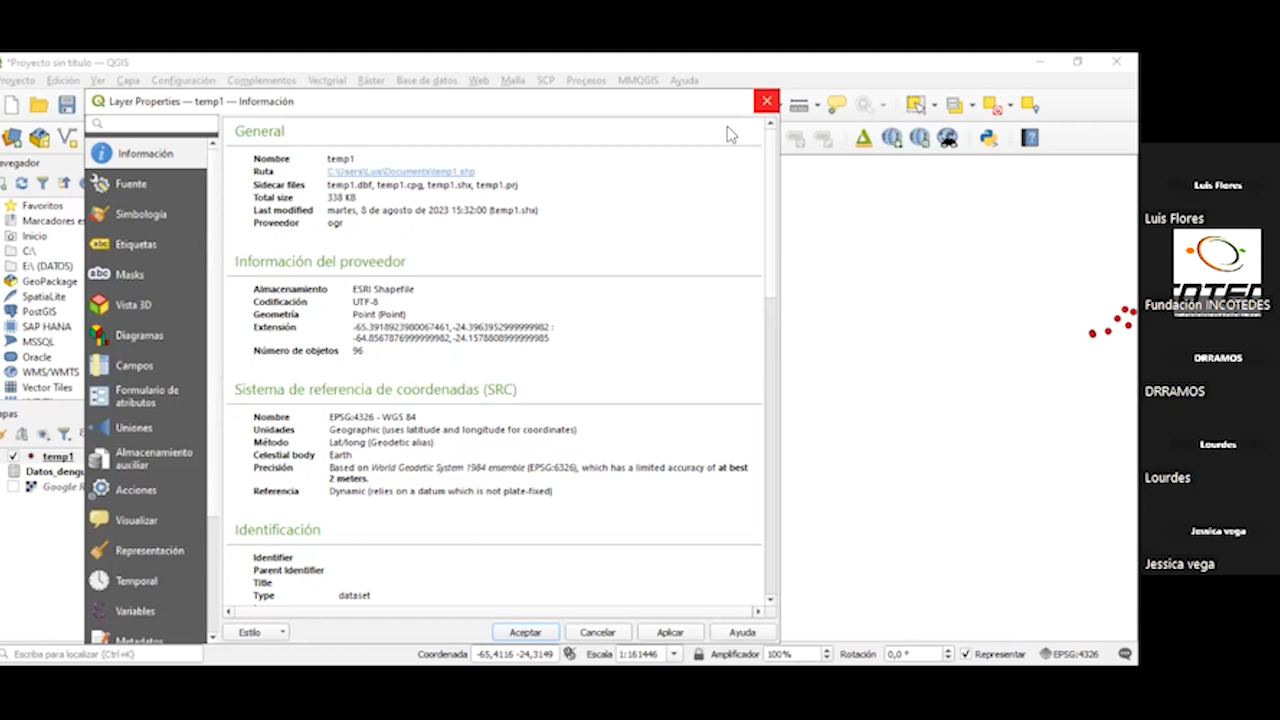 *Proyecto sin título — QGIS
royecto Edición Ver Capa Configuración Complementos Vectorial Ráster Base de datos Web Malla SCP Procesos MMQGIS Ayuda
Layer Properties — temp1 — Información
Información
Fuente
Simbología
Etiquetas
Masks
Vista 3D
Diagramas
Campos
Formulario de
atributos
Uniones
Almacenamiento
auxiliar
Acciones
Visualizar
Representación
Temporal
Variables
Metadatos
General
Nombre temp1
Ruta C:\Users\Luis\Documents\temp1.shp
Sidecar files temp1.dbf, temp1.cpg, temp1.shx, temp1.prj
Total size 338 KB
Last modified martes, 8 de agosto de 2023 15:32:00 (temp1.shx)
Proveedor ogr
Información del proveedor
Almacenamiento ESRI Shapefile
Codificación UTF-8
Geometría Point (Point)
Extensión -65.3918923980067461,-24.3963952999999982 :
-64.8567876999999982,-24.1578808999999985
Número de objetos 96
Sistema de referencia de coordenadas (SRC)
Nombre EPSG:4326 - WGS 84
Unidades Geographic (uses latitude and longitude for coordinates)
Método Lat/long (Geodetic alias)
Celestial body Earth
Precisión Based on World Geodetic System 1984 ensemble (EPSG:6326), which has a limited accuracy of at best
2 meters.
Referencia Dynamic (relies on a datum which is not plate-fixed)
Identificación
Identifier
Parent Identifier
Title
Type dataset
Estilo Aceptar Cancelar Aplicar Ayuda
avegador
Favoritos
Marcadores e
Inicio
C:\
E:\ (DATOS)
GeoPackage
SpatiaLite
PostGIS
SAP HANA
MSSQL
Oracle
WMS/WMTS
Vector Tiles
apas
temp1
Datos_dengu
Google R
Escriba para localizar (Ctrl+K)
Coordenada -65,4116 -24,3149 Escala 1:161446 Amplificador 100% Rotación 0,0 ° Representar EPSG:4326
Luis Flores
Luis Flores
Fundación INCOTEDES
DRRAMOS
DRRAMOS
Lourdes
Lourdes
Jessica vega
Jessica vega